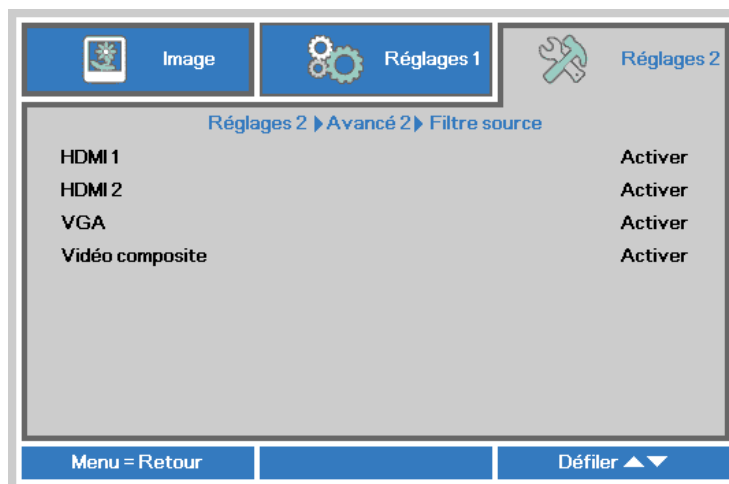 Image
Réglages 1
Réglages 2
Réglages 2 Avancé 2 Filtre source
HDMI 1 Activer
HDMI 2 Activer
VGA Activer
Vidéo composite Activer
Menu = Retour
Défiler